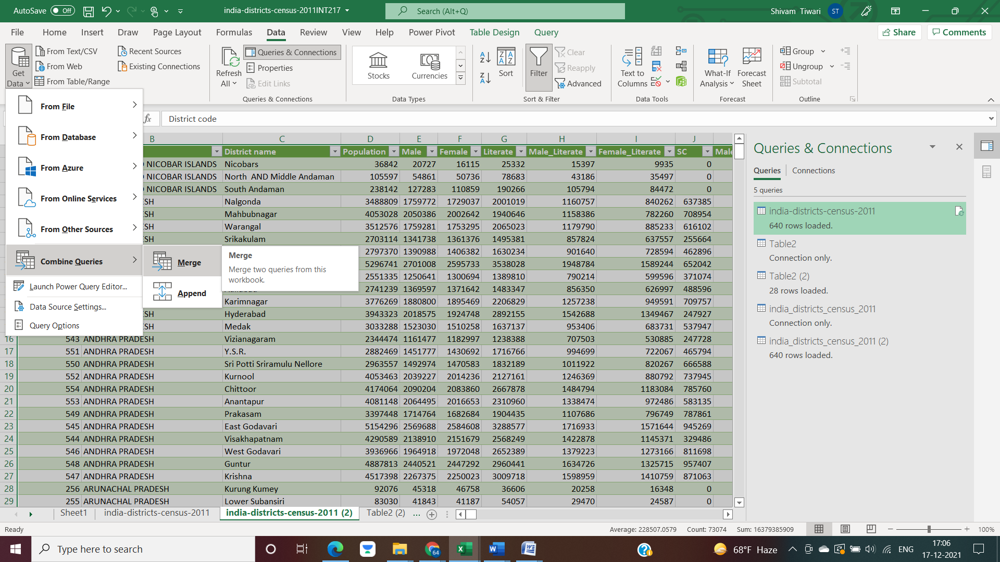 AutoSave Off india-districts-census-2011INT217 Search (Alt+Q) Shivam Tiwari ST
File Home Insert Draw Page Layout Formulas Data Review View Help Power Pivot Table Design Query Share Comments
Get Data
From Text/CSV
From Web
From Table/Range
Recent Sources
Existing Connections
Refresh All
Queries & Connections
Properties
Edit Links
Queries & Connections
Stocks Currencies
Data Types
Sort
Filter
Clear
Reapply
Advanced
Sort & Filter
Text to Columns
Data Tools
What-If Analysis
Forecast Sheet
Forecast
Group
Ungroup
Subtotal
Outline
From File
From Database
From Azure
From Online Services
From Other Sources
Combine Queries
Launch Power Query Editor...
Data Source Settings...
Query Options
Merge
Append
Merge
Merge two queries from this
workbook.
fx District code
B C D E F G H I J
District name Population Male Female Literate Male_Literate Female_Literate SC Male
NICOBAR ISLANDS Nicobars 36842 20727 16115 25332 15397 9935 0
NICOBAR ISLANDS North AND Middle Andaman 105597 54861 50736 78683 43186 35497 0
NICOBAR ISLANDS South Andaman 238142 127283 110859 190266 105794 84472 0
SH Nalgonda 3488809 1759772 1729037 2001019 1160757 840262 637385
SH Mahbubnagar 4053028 2050386 2002642 1940646 1158386 782260 708954
SH Warangal 3512576 1759281 1753295 2065023 1179790 885233 616102
SH Srikakulam 2703114 1341738 1361376 1495381 857824 637557 255664
2797370 1390988 1406382 1630234 901640 728594 462896
5296741 2701008 2595733 3538028 1948784 1589244 652042
2551335 1250641 1300694 1389810 790214 599596 371074
2741239 1369597 1371642 1483347 856350 626997 488596
Karimnagar 3776269 1880800 1895469 2206829 1257238 949591 709757
SH Hyderabad 3943323 2018575 1924748 2892155 1542688 1349467 247927
SH Medak 3033288 1523030 1510258 1637137 953406 683731 537947
16 543 ANDHRA PRADESH Vizianagaram 2344474 1161477 1182997 1238388 707503 530885 247728
17 551 ANDHRA PRADESH Y.S.R. 2882469 1451777 1430692 1716766 994699 722067 465794
18 550 ANDHRA PRADESH Sri Potti Sriramulu Nellore 2963557 1492974 1470583 1832189 1011922 820267 666588
19 552 ANDHRA PRADESH Kurnool 4053463 2039227 2014236 2127161 1246369 880792 737945
20 554 ANDHRA PRADESH Chittoor 4174064 2090204 2083860 2667878 1484794 1183084 785760
21 553 ANDHRA PRADESH Anantapur 4081148 2064495 2016653 2310960 1338474 972486 583135
22 549 ANDHRA PRADESH Prakasam 3397448 1714764 1682684 1904435 1107686 796749 787861
23 545 ANDHRA PRADESH East Godavari 5154296 2569688 2584608 3288577 1716933 1571644 945269
24 544 ANDHRA PRADESH Visakhapatnam 4290589 2138910 2151679 2568249 1422878 1145371 329486
25 546 ANDHRA PRADESH West Godavari 3936966 1964918 1972048 2652389 1379223 1273166 811698
26 548 ANDHRA PRADESH Guntur 4887813 2440521 2447292 2960441 1634726 1325715 957407
27 547 ANDHRA PRADESH Krishna 4517398 2267375 2250023 3009718 1598959 1410759 871063
28 256 ARUNACHAL PRADESH Kurung Kumey 92076 45318 46758 36606 20258 16348 0
29 255 ARUNACHAL PRADESH Lower Subansiri 83030 41843 41187 54057 29470 24587 0
Queries & Connections
Queries Connections
5 queries
india-districts-census-2011
640 rows loaded.
Table2
Connection only.
Table2 (2)
28 rows loaded.
india_districts_census_2011
Connection only.
india_districts_census_2011 (2)
640 rows loaded.
Sheet1 india-districts-census-2011 india-districts-census-2011 (2) Table2 (2) ...
Ready Average: 228507.0579 Count: 73074 Sum: 16379385909 100%
Type here to search 64 68°F Haze ENG
17:06
17-12-2021